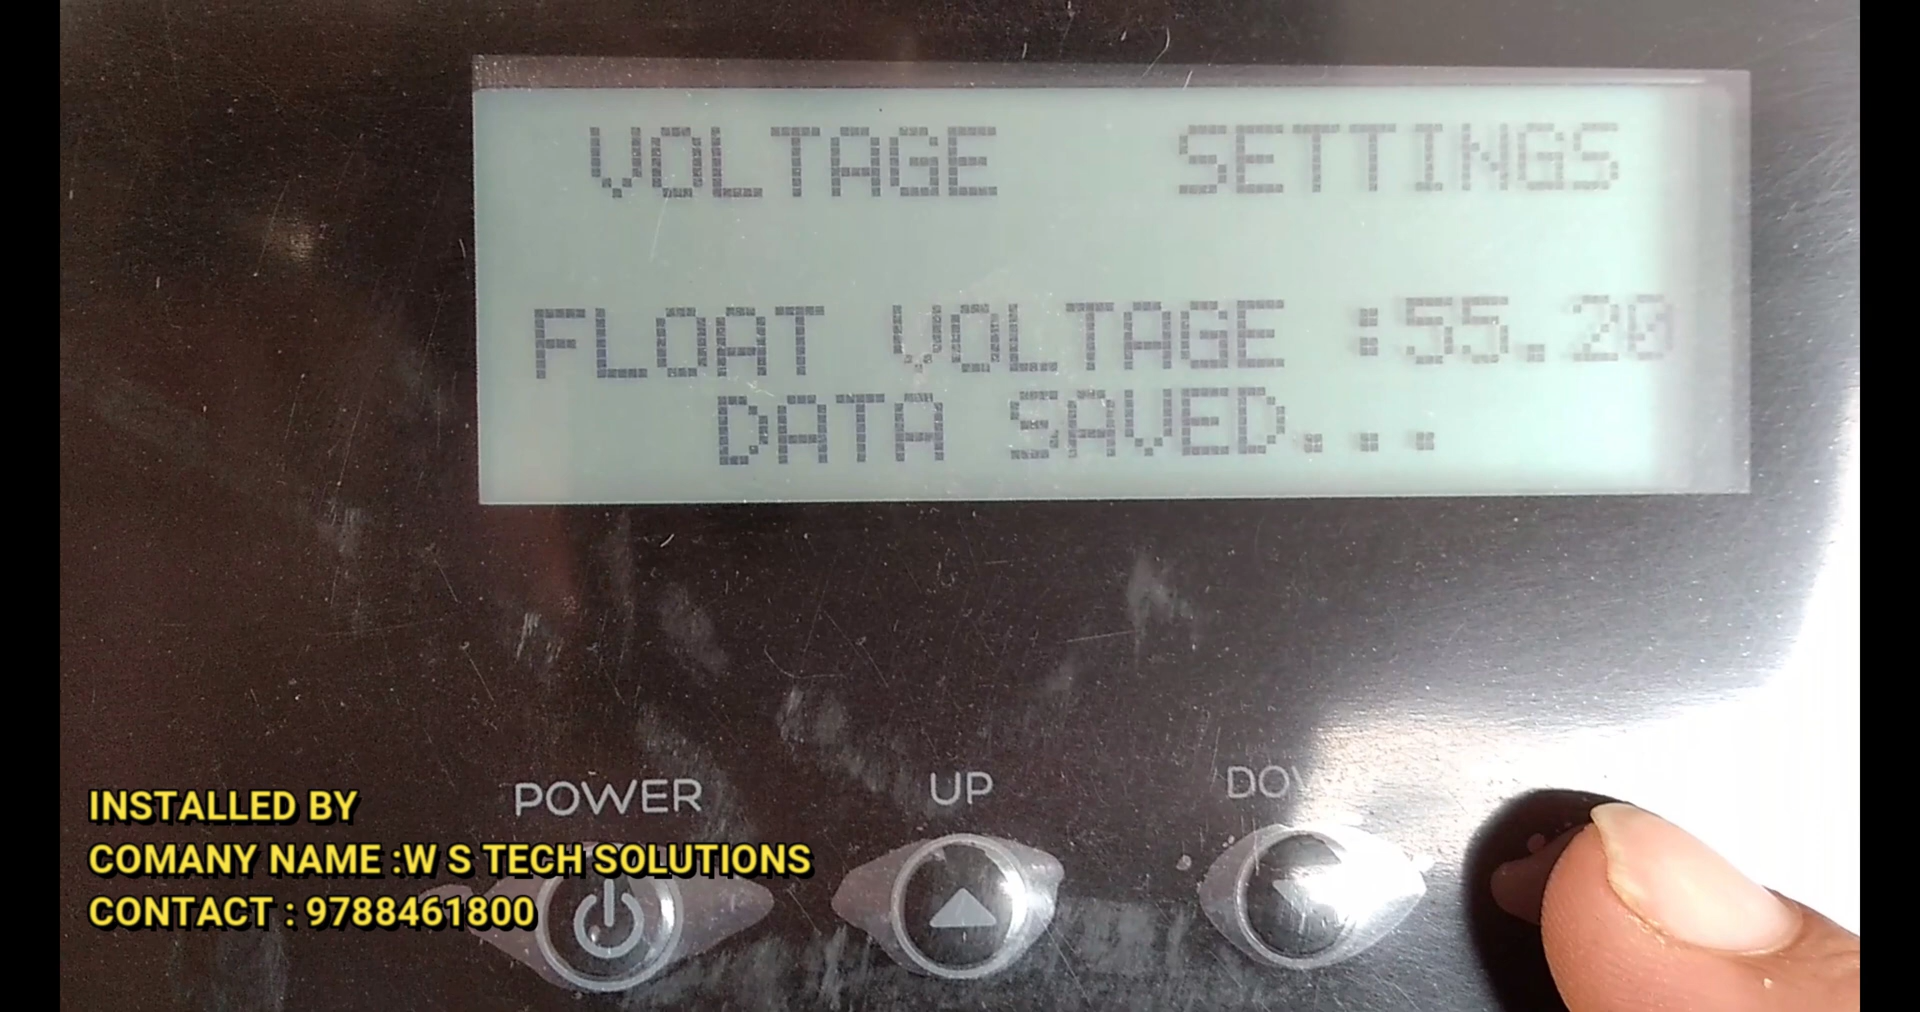 VOLTAGE SETTINGS
FLOAT VOLTAGE :55.20
DATA SAVED...
POWER
UP
INSTALLED BY
COMANY NAME :W S TECH SOLUTIONS
CONTACT : 9788461800